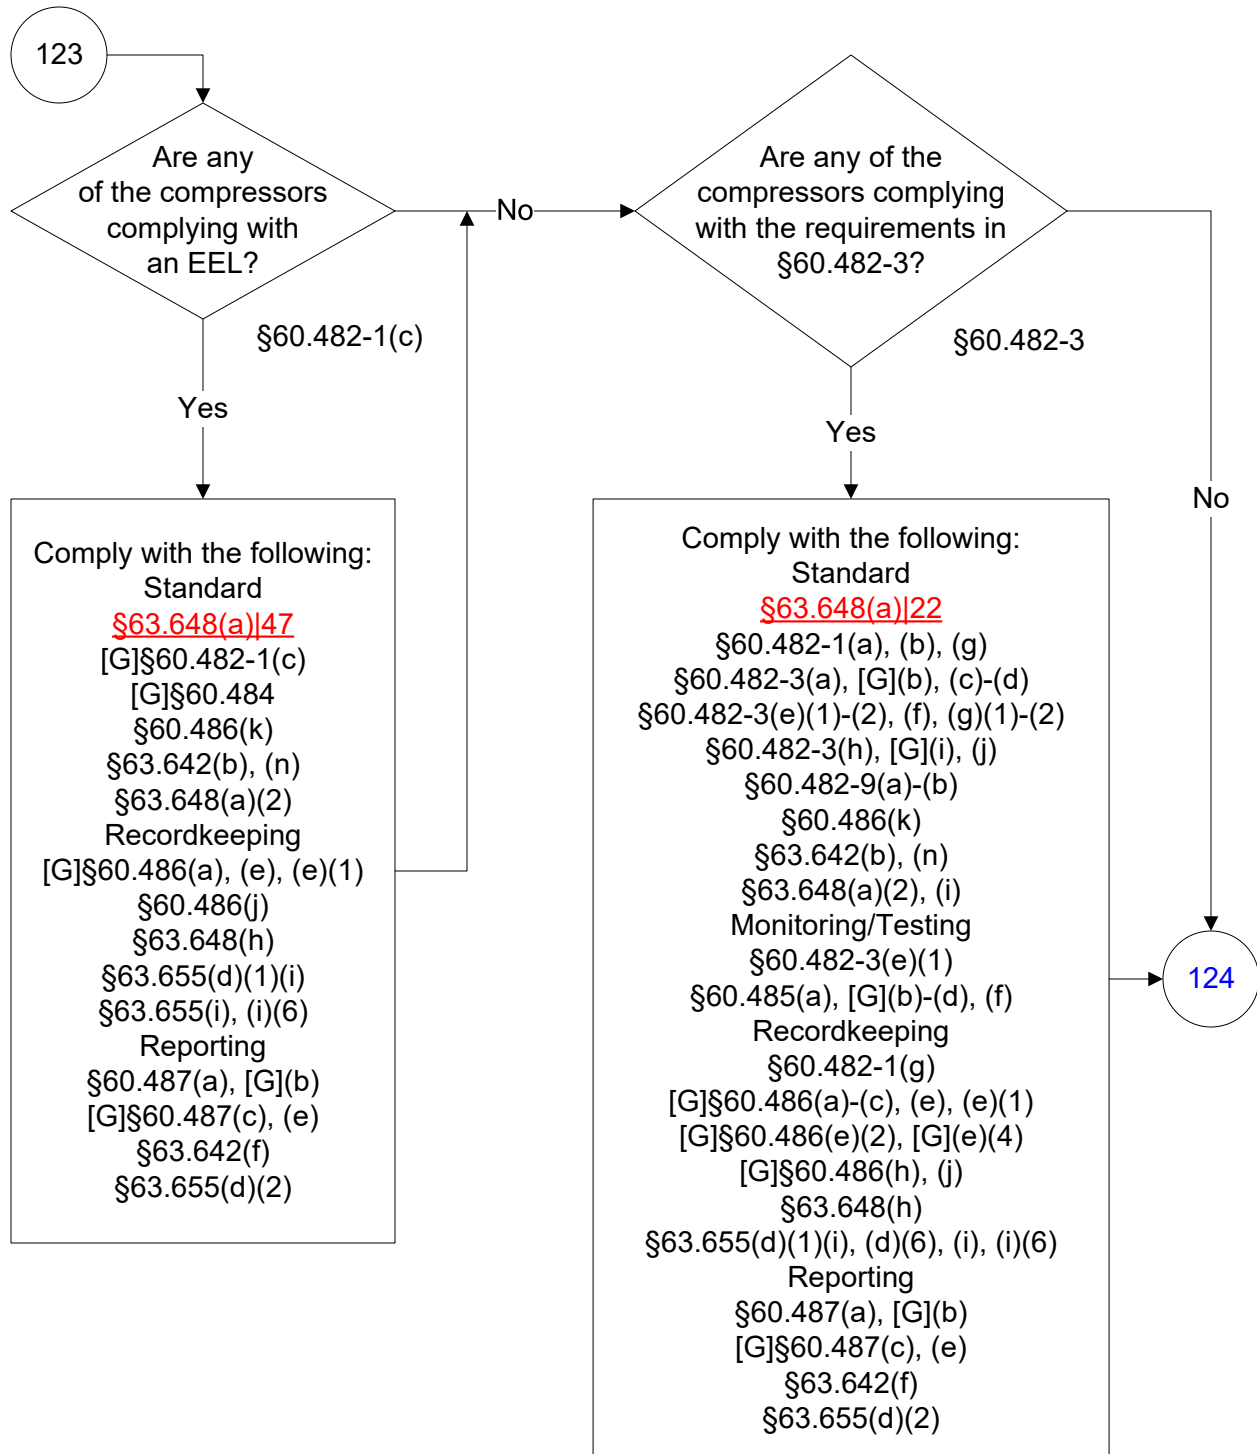 123
Are any
of the compressors
complying with
an EEL?
§60.482-1(c)
No
Yes
Comply with the following:
Standard
§63.648(a)|47
[G]§60.482-1(c)
[G]§60.484
§60.486(k)
§63.642(b), (n)
§63.648(a)(2)
Recordkeeping
[G]§60.486(a), (e), (e)(1)
§60.486(j)
§63.648(h)
§63.655(d)(1)(i)
§63.655(i), (i)(6)
Reporting
§60.487(a), [G](b)
[G]§60.487(c), (e)
§63.642(f)
§63.655(d)(2)
Are any of the
compressors complying
with the requirements in
§60.482-3?
§60.482-3
Yes
No
Comply with the following:
Standard
§63.648(a)|22
§60.482-1(a), (b), (g)
§60.482-3(a), [G](b), (c)-(d)
§60.482-3(e)(1)-(2), (f), (g)(1)-(2)
§60.482-3(h), [G](i), (j)
§60.482-9(a)-(b)
§60.486(k)
§63.642(b), (n)
§63.648(a)(2), (i)
Monitoring/Testing
§60.482-3(e)(1)
§60.485(a), [G](b)-(d), (f)
Recordkeeping
§60.482-1(g)
[G]§60.486(a)-(c), (e), (e)(1)
[G]§60.486(e)(2), [G](e)(4)
[G]§60.486(h), (j)
§63.648(h)
§63.655(d)(1)(i), (d)(6), (i), (i)(6)
Reporting
§60.487(a), [G](b)
[G]§60.487(c), (e)
§63.642(f)
§63.655(d)(2)
124